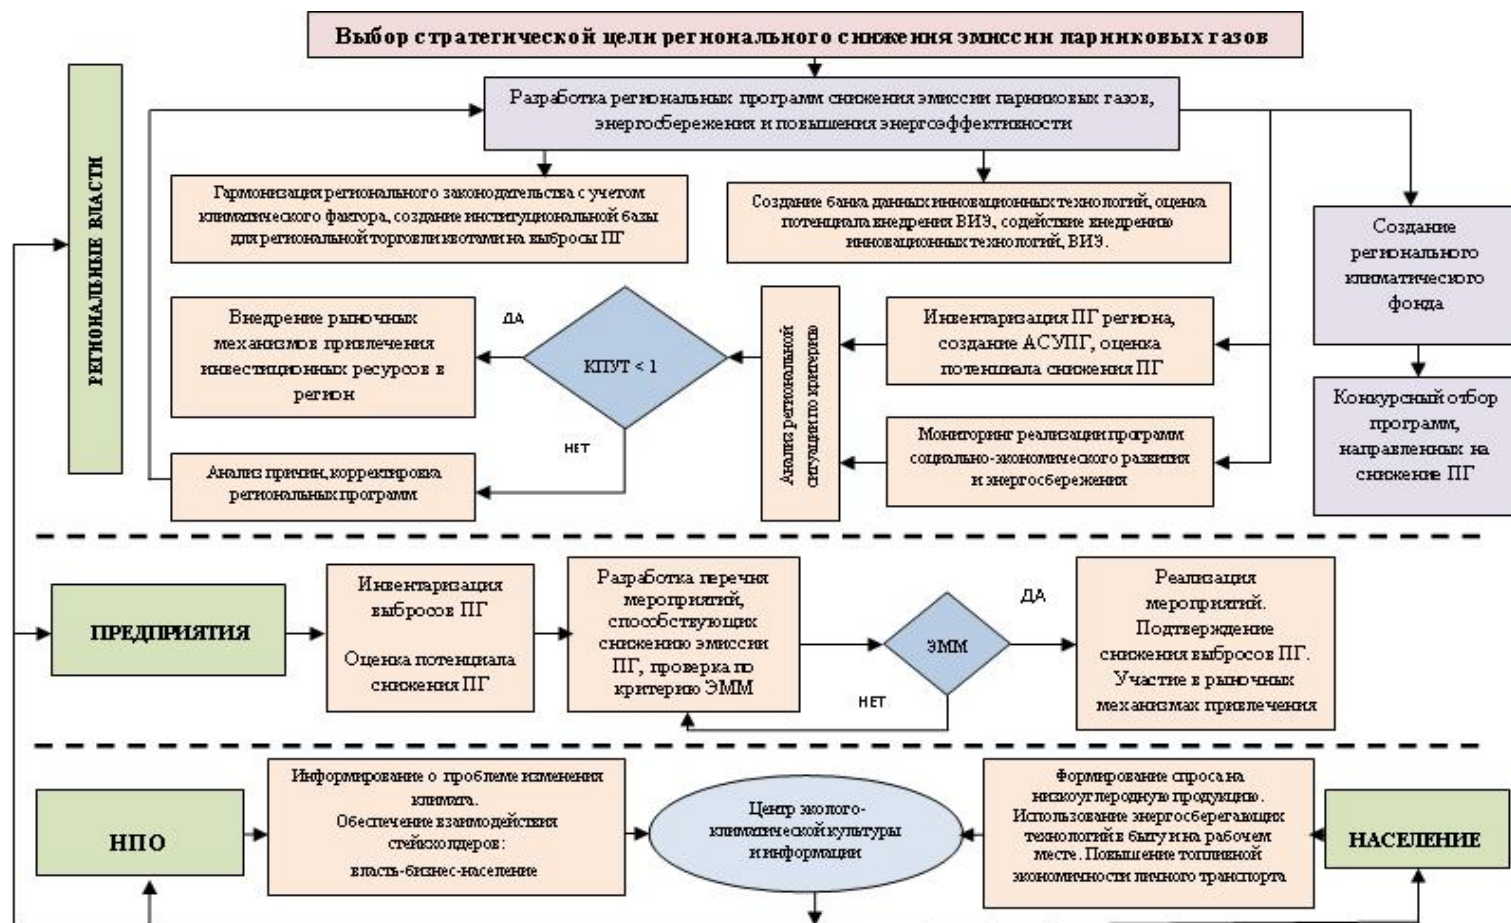 Выбор стратегической цели регионального снижения эмиссии парниковых газов
РЕГИОНАЛЬНЫЕ ВЛАСТИ
Разработка региональных программ снижения эмиссии парниковых газов,
энергосбережения и повышения энергоэффективности
Гармонизация регионального законодательства с учетом
климатического фактора, создание институциональной базы
для региональной торговли квотами на выбросы ПГ
Создание банка данных инновационных технологий, оценка
потенциала внедрения ВИЭ, содействие внедрению
инновационных технологий, ВИЭ.
Создание
регионального
климатического
фонда
Внедрение рыночных
механизмов привлечения
инвестиционных ресурсов в
регион
ДА
КПУТ < 1
НЕТ
Анализ региональной
ситуации по критерию
Инвентаризация ПГ региона,
создание АСУПГ, оценка
потенциала снижения ПГ
Конкурсный отбор
программ,
направленных на
снижение ПГ
Анализ причин, корректировка
региональных программ
Мониторинг реализации программ
социально-экономического развития
и энергосбережения
ПРЕДПРИЯТИЯ
Инвентаризация
выбросов ПГ
Оценка потенциала
снижения ПГ
Разработка перечня
мероприятий,
способствующих
снижению эмиссии
ПГ, проверка по
критерию ЭММ
ЭММ
ДА
НЕТ
Реализация
мероприятий.
Подтверждение
снижения выбросов ПГ.
Участие в рыночных
механизмах привлечения
НПО
Информирование о проблеме изменения
климата.
Обеспечение взаимодействия
стейкхолдеров:
власть-бизнес-население
Центр эколого-
климатической культуры
и информации
Формирование спроса на
низкоуглеродную продукцию.
Использование энергосберегающих
технологий в быту и на рабочем
месте. Повышение топливной
экономичности личного транспорта
НАСЕЛЕНИЕ